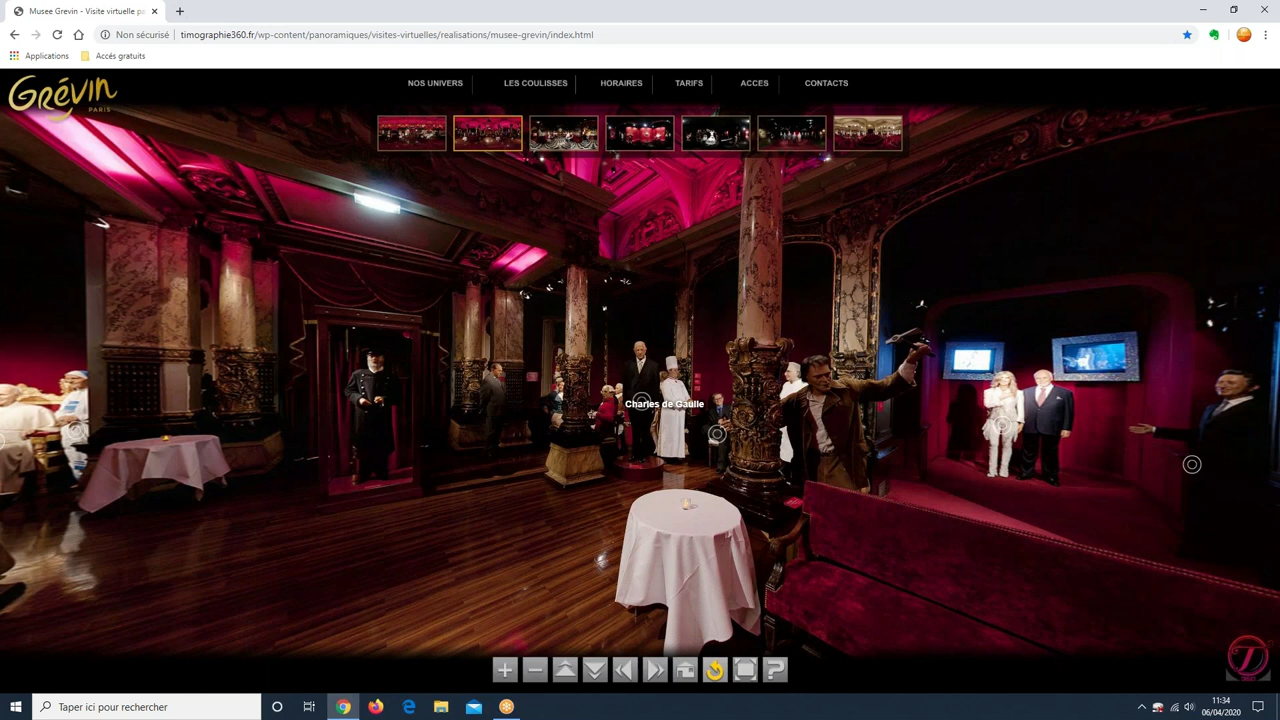 Musee Grevin - Visite virtuelle pa
Non sécurisé
timographie360.fr/wp-content/panoramiques/visites-virtuelles/realisations/musee-grevin/index.html
Applications
Accés gratuits
Grévin
PARIS
NOS UNIVERS
LES COULISSES
HORAIRES
TARIFS
ACCES
CONTACTS
Charles de Gaulle
Taper ici pour rechercher
11:34
06/04/2020